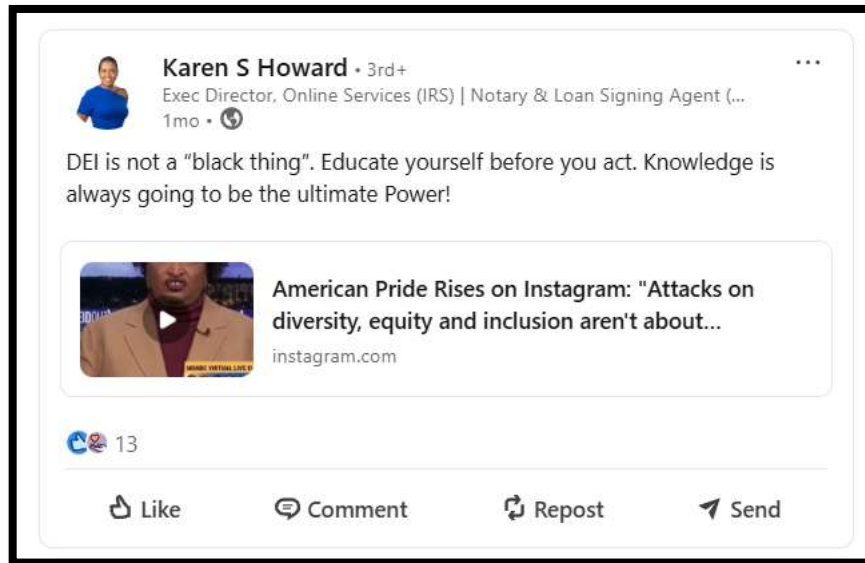 Karen S Howard • 3rd+
Exec Director, Online Services (IRS) | Notary & Loan Signing Agent (...
1mo •
DEI is not a “black thing”. Educate yourself before you act. Knowledge is
always going to be the ultimate Power!
American Pride Rises on Instagram: "Attacks on
diversity, equity and inclusion aren't about...
instagram.com
13
Like
Comment
Repost
Send